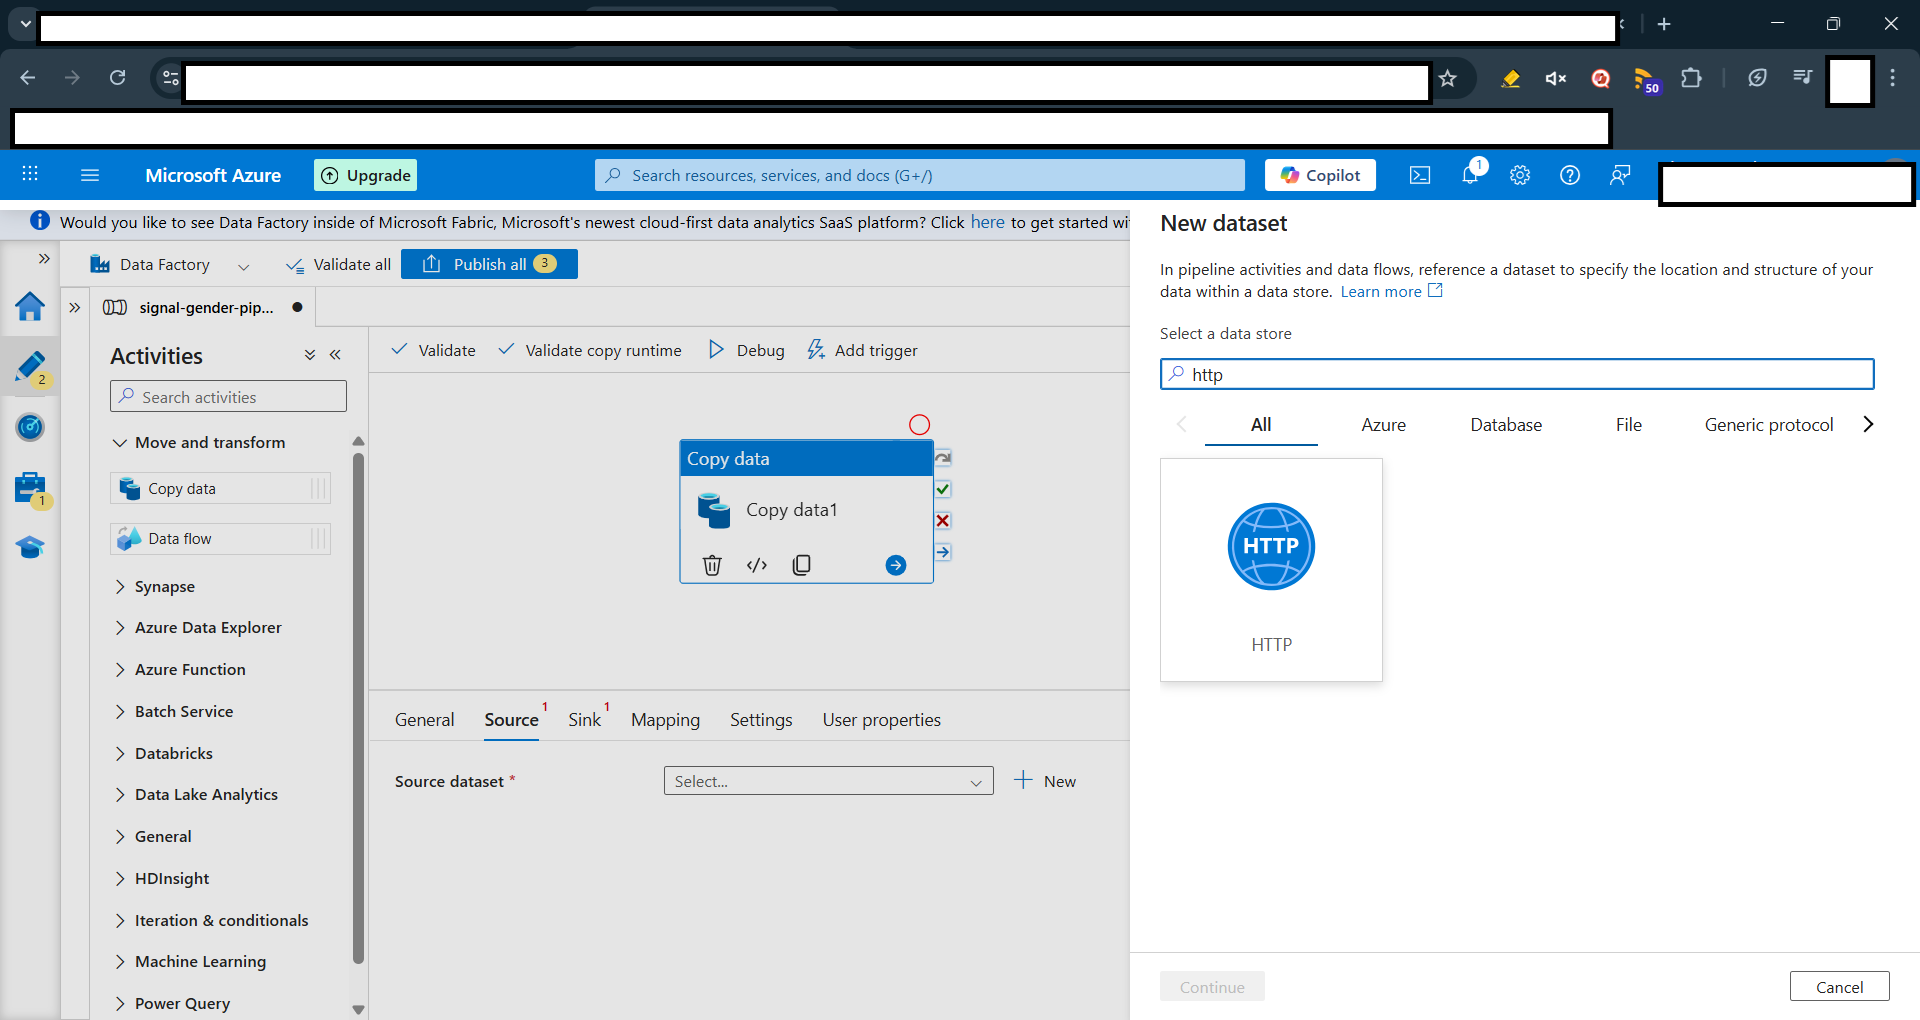 50
Microsoft Azure
Upgrade
Search resources, services, and docs (G+/)
Copilot
1
Would you like to see Data Factory inside of Microsoft Fabric, Microsoft's newest cloud-first data analytics SaaS platform? Click here to get started wi
Data Factory
Validate all
Publish all 3
signal-gender-pip...
Activities
Search activities
Move and transform
Copy data
Data flow
Synapse
Azure Data Explorer
Azure Function
Batch Service
Databricks
Data Lake Analytics
General
HDInsight
Iteration & conditionals
Machine Learning
Power Query
2
1
Validate
Validate copy runtime
Debug
Add trigger
Copy data
Copy data1
General
Source 1
Sink 1
Mapping
Settings
User properties
Source dataset *
Select...
New
New dataset
In pipeline activities and data flows, reference a dataset to specify the location and structure of your
data within a data store. Learn more
Select a data store
http
All
Azure
Database
File
Generic protocol
HTTP
HTTP
Continue
Cancel